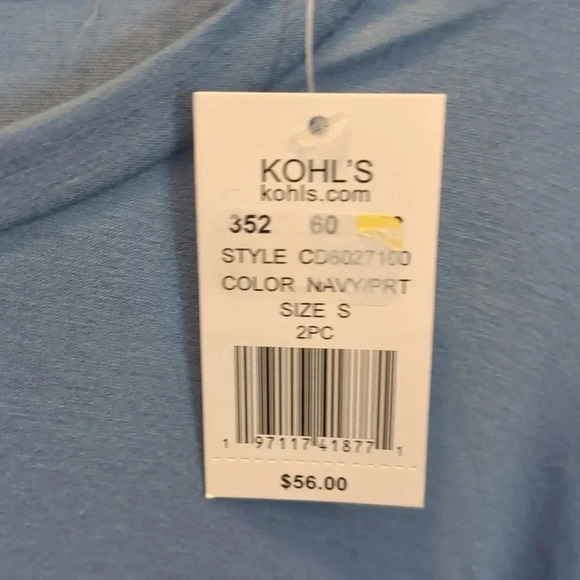 KOHL'S
kohls.com
352 60
STYLE CD6027100
COLOR NAVY/PRT
SIZE S
2PC
1 97117 41877 1
$56.00